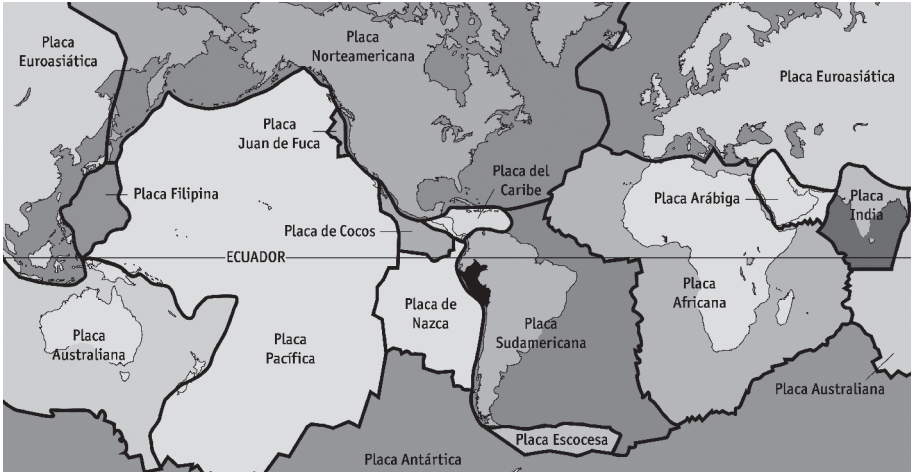 Placa
Euroasiática
Placa
Norteamericana
Placa Euroasiática
Placa
Juan de Fuca
Placa del
Caribe
Placa Filipina
Placa Arábiga
Placa
India
Placa de Cocos
ECUADOR
Placa de
Nazca
Placa
Africana
Placa
Australiana
Placa
Pacífica
Placa
Sudamericana
Placa Australiana
Placa Escocesa
Placa Antártica